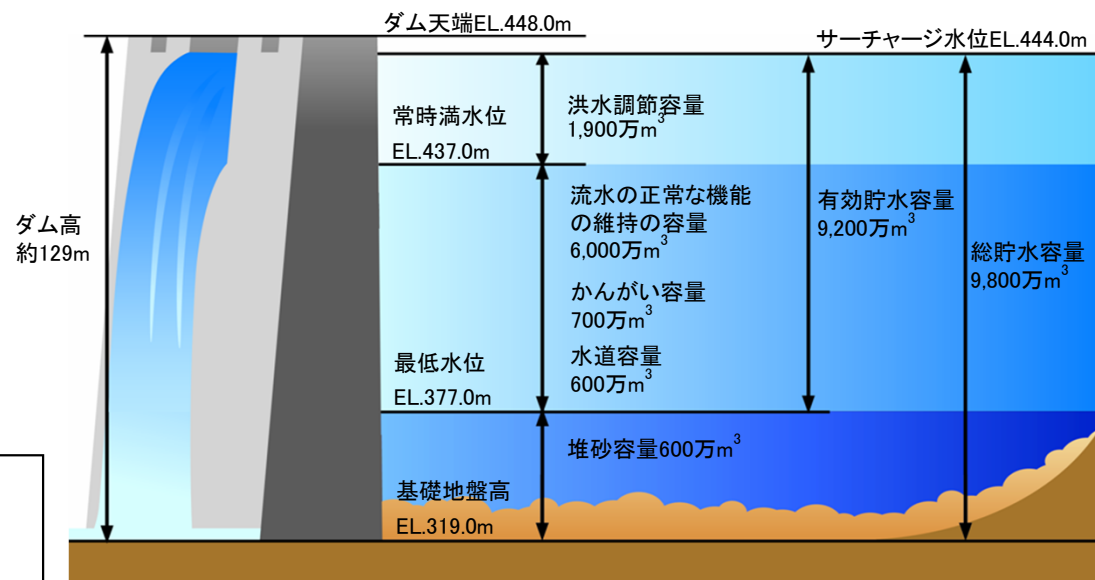 ダム天端EL.448.0m
サーチャージ水位EL.444.0m
常時満水位
EL.437.0m
洪水調節容量
1,900万m³
ダム高
約129m
流水の正常な機能
の維持の容量
6,000万m³
有効貯水容量
9,200万m³
総貯水容量
9,800万m³
かんがい容量
700万m³
水道容量
600万m³
最低水位
EL.377.0m
堆砂容量600万m³
基礎地盤高
EL.319.0m